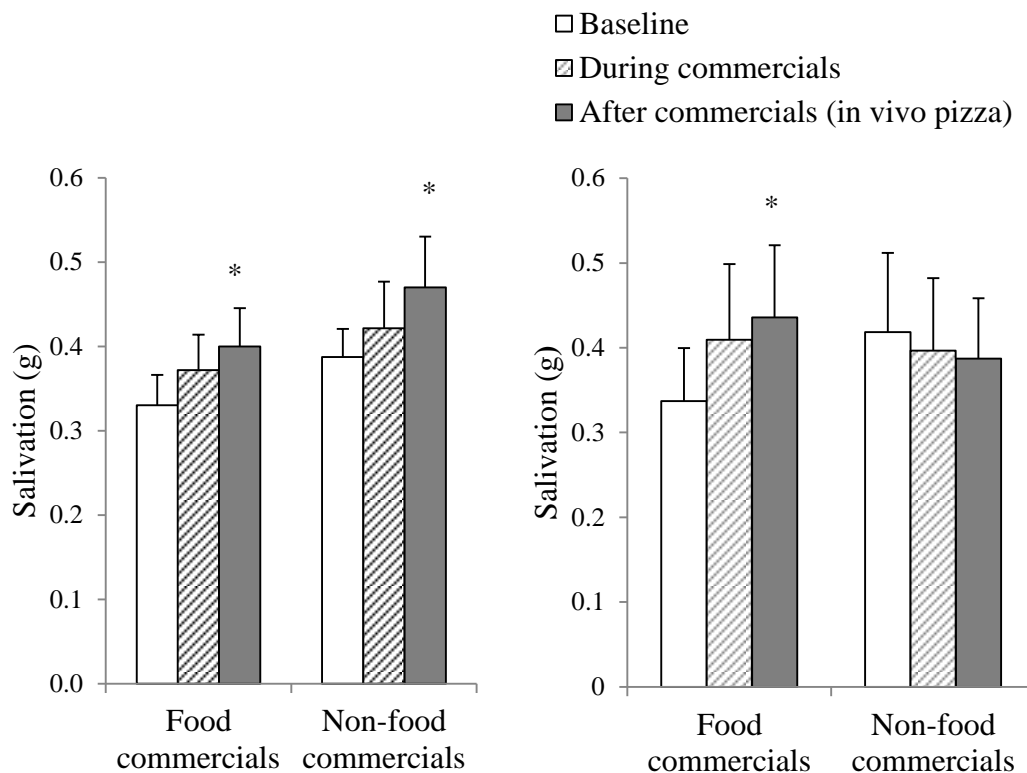 Baseline
During commercials
After commercials (in vivo pizza)
Salivation (g)
0.6
0.5
0.4
0.3
0.2
0.1
0.0
*
*
Food
commercials
Non-food
commercials
Salivation (g)
0.6
0.5
0.4
0.3
0.2
0.1
0
*
Food
commercials
Non-food
commercials